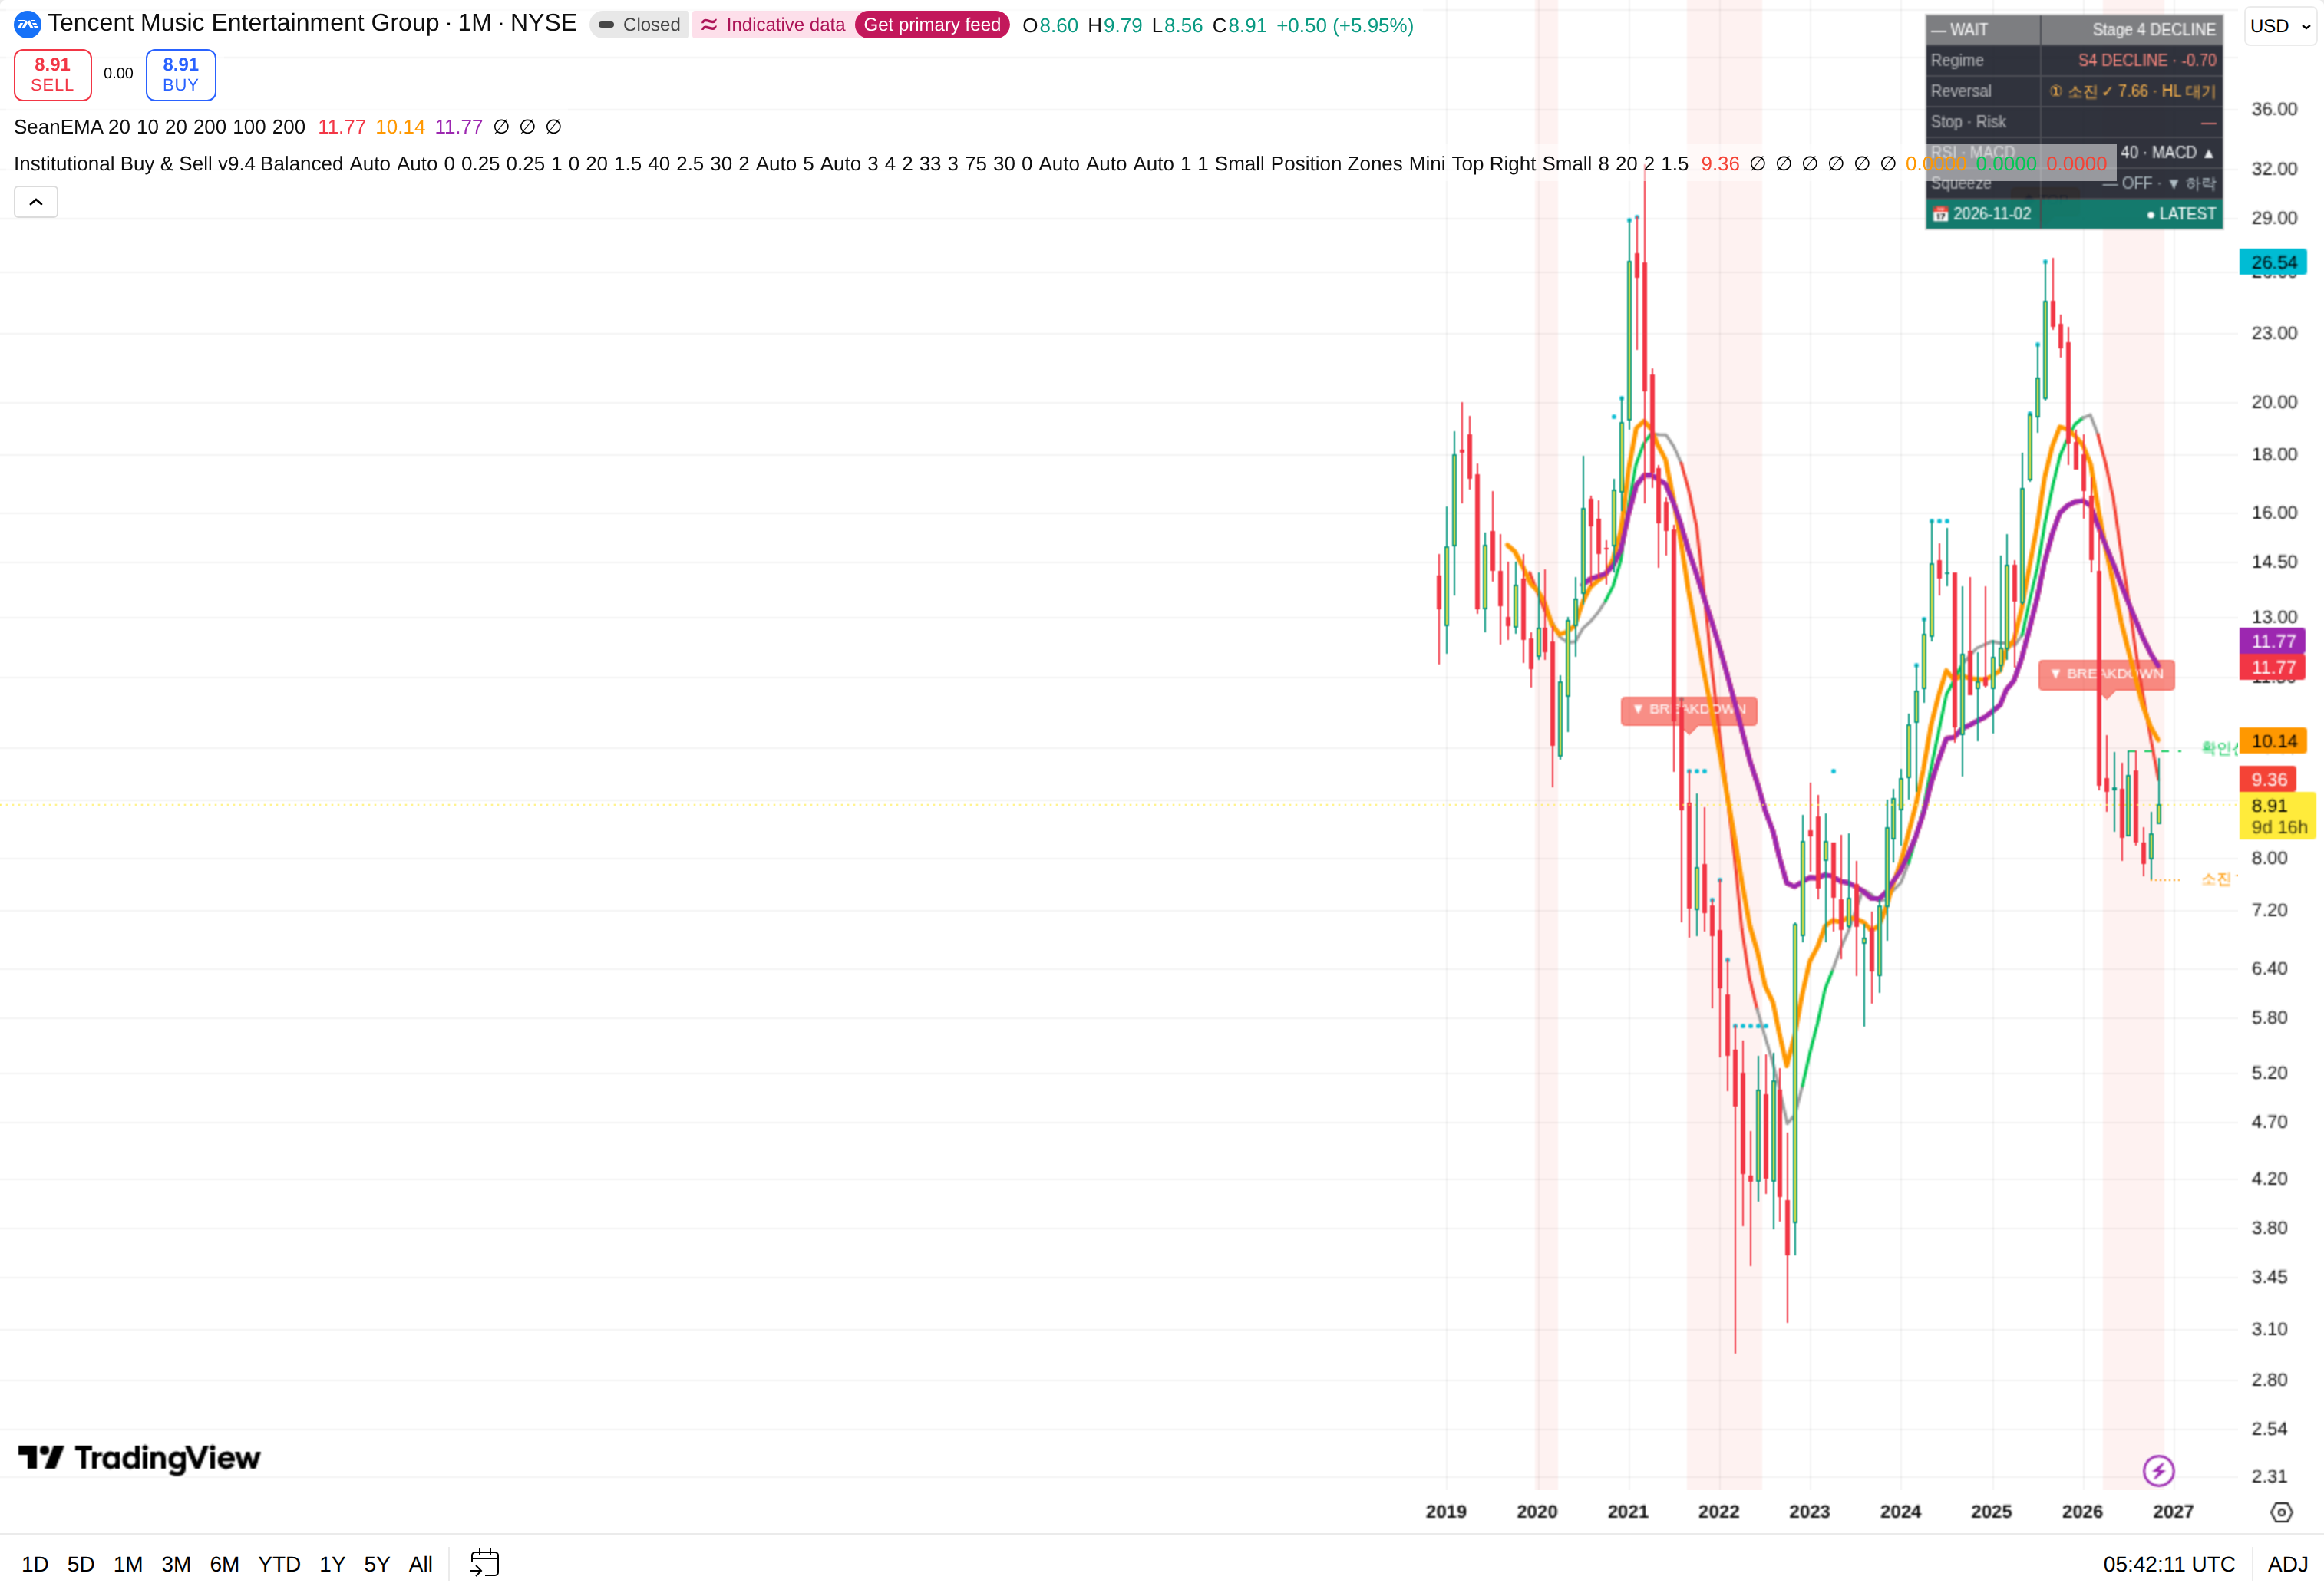 Tencent Music Entertainment Group · 1M · NYSE Closed Indicative data Get primary feed O8.60 H9.79 L8.56 C8.91 +0.50 (+5.95%)
8.91
SELL
0.00
8.91
BUY
SeanEMA 20 10 20 200 100 200 11.77 10.14 11.77 ∅ ∅ ∅
Institutional Buy & Sell v9.4 Balanced Auto Auto 0 0.25 0.25 1 0 20 1.5 40 2.5 30 2 Auto 5 Auto 3 4 2 33 3 75 30 0 Auto Auto Auto 1 1 Small Position Zones Mini Top Right Small 8 20 2 1.5 9.36 ∅ ∅ ∅ ∅ ∅ ∅ 0.0000 0.0000 0.0000
— WAIT Stage 4 DECLINE
Regime S4 DECLINE · -0.70
Reversal ① 소진 ✓ 7.66 · HL 대기
Stop · Risk —
RSI · MACD 40 · MACD ▲
Squeeze — OFF · ▼ 하락
📅 2026-11-02 ● LATEST
USD
36.00
32.00
29.00
26.54
23.00
20.00
18.00
16.00
14.50
13.00
11.77
11.77
10.14
9.36
8.91
9d 16h
8.00
7.20
6.40
5.80
5.20
4.70
4.20
3.80
3.45
3.10
2.80
2.54
2.31
▼ BREAKDOWN
▼ BREAKDOWN
소진
TradingView
2019 2020 2021 2022 2023 2024 2025 2026 2027
1D 5D 1M 3M 6M YTD 1Y 5Y All
05:42:11 UTC ADJ